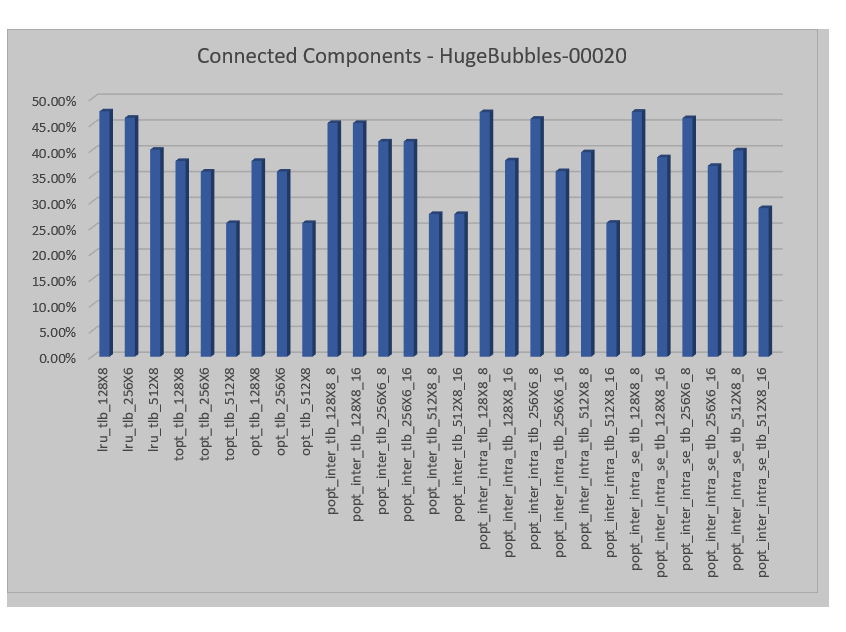 Connected Components - HugeBubbles-00020
50.00%
45.00%
40.00%
35.00%
30.00%
25.00%
20.00%
15.00%
10.00%
5.00%
0.00%
lru_tlb_128X8
lru_tlb_256X6
lru_tlb_512X8
topt_tlb_128X8
topt_tlb_256X6
topt_tlb_512X8
opt_tlb_128X8
opt_tlb_256X6
opt_tlb_512X8
popt_inter_tlb_128X8_8
popt_inter_tlb_128X8_16
popt_inter_tlb_256X6_8
popt_inter_tlb_256X6_16
popt_inter_tlb_512X8_8
popt_inter_tlb_512X8_16
popt_inter_intra_tlb_128X8_8
popt_inter_intra_tlb_128X8_16
popt_inter_intra_tlb_256X6_8
popt_inter_intra_tlb_256X6_16
popt_inter_intra_tlb_512X8_8
popt_inter_intra_tlb_512X8_16
popt_inter_intra_se_tlb_128X8_8
popt_inter_intra_se_tlb_128X8_16
popt_inter_intra_se_tlb_256X6_8
popt_inter_intra_se_tlb_256X6_16
popt_inter_intra_se_tlb_512X8_8
popt_inter_intra_se_tlb_512X8_16